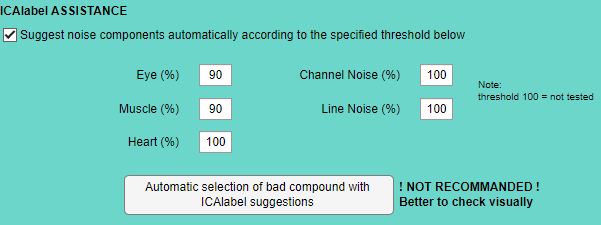 ICAlabel ASSISTANCE
Suggest noise components automatically according to the specified threshold below
Eye (%) 90 Channel Noise (%) 100
Note:
threshold 100 = not tested
Muscle (%) 90 Line Noise (%) 100
Heart (%) 100
Automatic selection of bad compound with
ICAlabel suggestions
! NOT RECOMMANDED !
Better to check visually